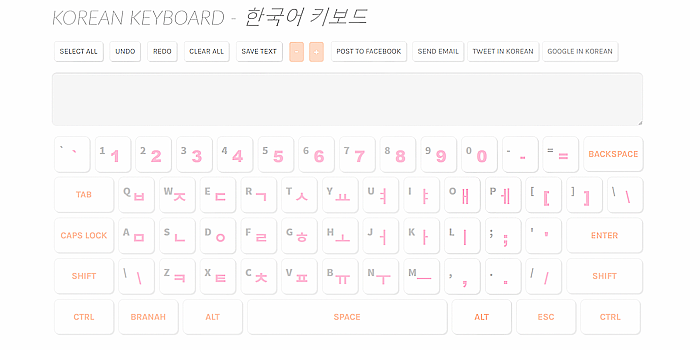 KOREAN KEYBOARD - 한국어 키보드
SELECT ALL UNDO REDO CLEAR ALL SAVE TEXT - + POST TO FACEBOOK SEND EMAIL TWEET IN KOREAN GOOGLE IN KOREAN
` ` 1 1 2 2 3 3 4 4 5 5 6 6 7 7 8 8 9 9 0 0 - - = = BACKSPACE
TAB Q ㅂ W ㅈ E ㄷ R ㄱ T ㅅ Y ㅛ U ㅕ I ㅑ O ㅐ P ㅔ [ [ ] ] \ \
CAPS LOCK A ㅁ S ㄴ D ㅇ F ㄹ G ㅎ H ㅗ J ㅓ K ㅏ L ㅣ ; ; ' ' ENTER
SHIFT \ \ Z ㅋ X ㅌ C ㅊ V ㅍ B ㅠ N ㅜ M ㅡ , , . . / / SHIFT
CTRL BRANAH ALT SPACE ALT ESC CTRL